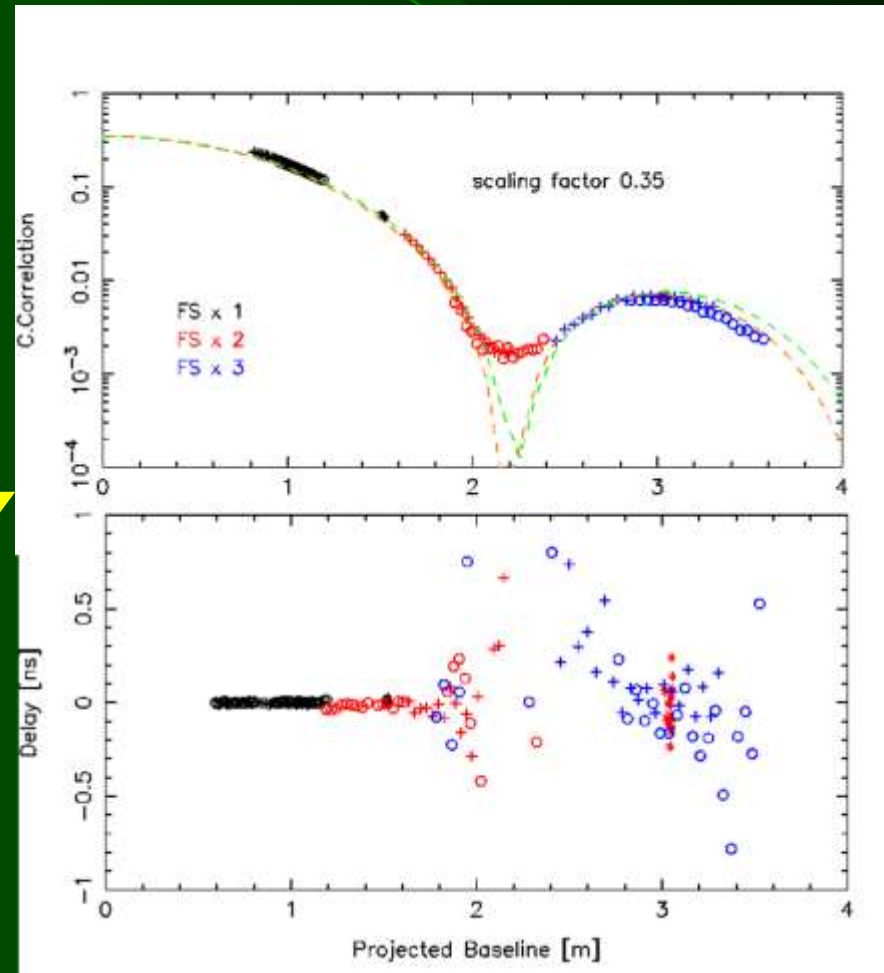 1
0.1
0.01
10⁻³
10⁻⁴
C.Correlation
scaling factor 0.35
FS x 1
FS x 2
FS x 3
0 1 2 3 4
1
0.5
0
−0.5
−1
Delay [ns]
0 1 2 3 4
Projected Baseline [m]